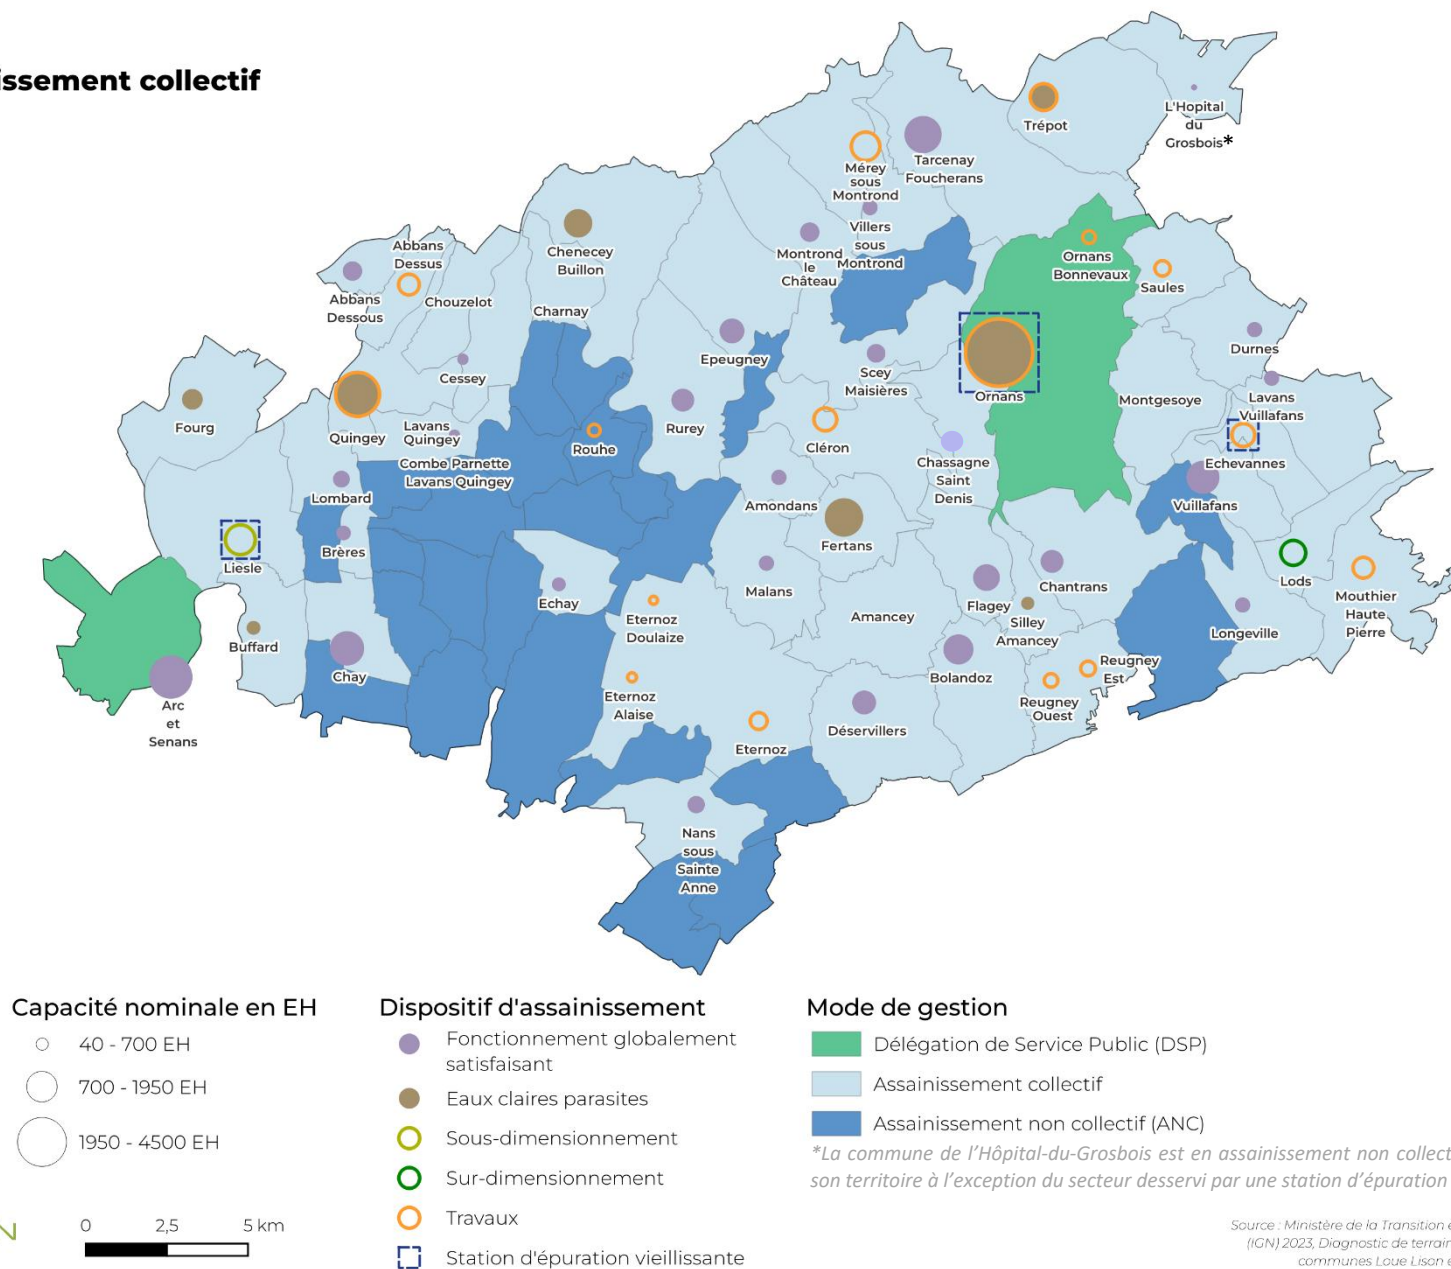 issement collectif
L'Hopital
du
Grosbois*
Trépot
Tarcenay
Foucherans
Mérey
sous
Montrond
Villers
sous
Montrond
Montrond
le
Château
Chenecey
Buillon
Abbans
Dessus
Abbans
Dessous
Chouzelot
Charnay
Ornans
Bonnevaux
Saules
Durnes
Epeugney
Cessey
Scey
Maisières
Ornans
Montgesoye
Lavans
Vuillafans
Fourg
Quingey
Lavans
Quingey
Rurey
Rouhe
Cléron
Combe Parnette
Lavans Quingey
Chassagne
Saint
Denis
Echevannes
Lombard
Amondans
Vuillafans
Brères
Fertans
Liesle
Chantrans
Lods
Mouthier
Haute
Pierre
Echay
Malans
Flagey
Silley
Amancey
Amancey
Longeville
Eternoz
Doulaize
Buffard
Chay
Bolandoz
Reugney
Est
Reugney
Ouest
Eternoz
Alaise
Arc
et
Senans
Déservillers
Eternoz
Nans
sous
Sainte
Anne
Capacité nominale en EH
40 - 700 EH
700 - 1950 EH
1950 - 4500 EH
0 2,5 5 km
Dispositif d'assainissement
Fonctionnement globalement
satisfaisant
Eaux claires parasites
Sous-dimensionnement
Sur-dimensionnement
Travaux
Station d'épuration vieillissante
Mode de gestion
Délégation de Service Public (DSP)
Assainissement collectif
Assainissement non collectif (ANC)
*La commune de l'Hôpital-du-Grosbois est en assainissement non collect
son territoire à l'exception du secteur desservi par une station d'épuration
Source : Ministère de la Transition e
(IGN) 2023, Diagnostic de terrain
communes Loue Lison e